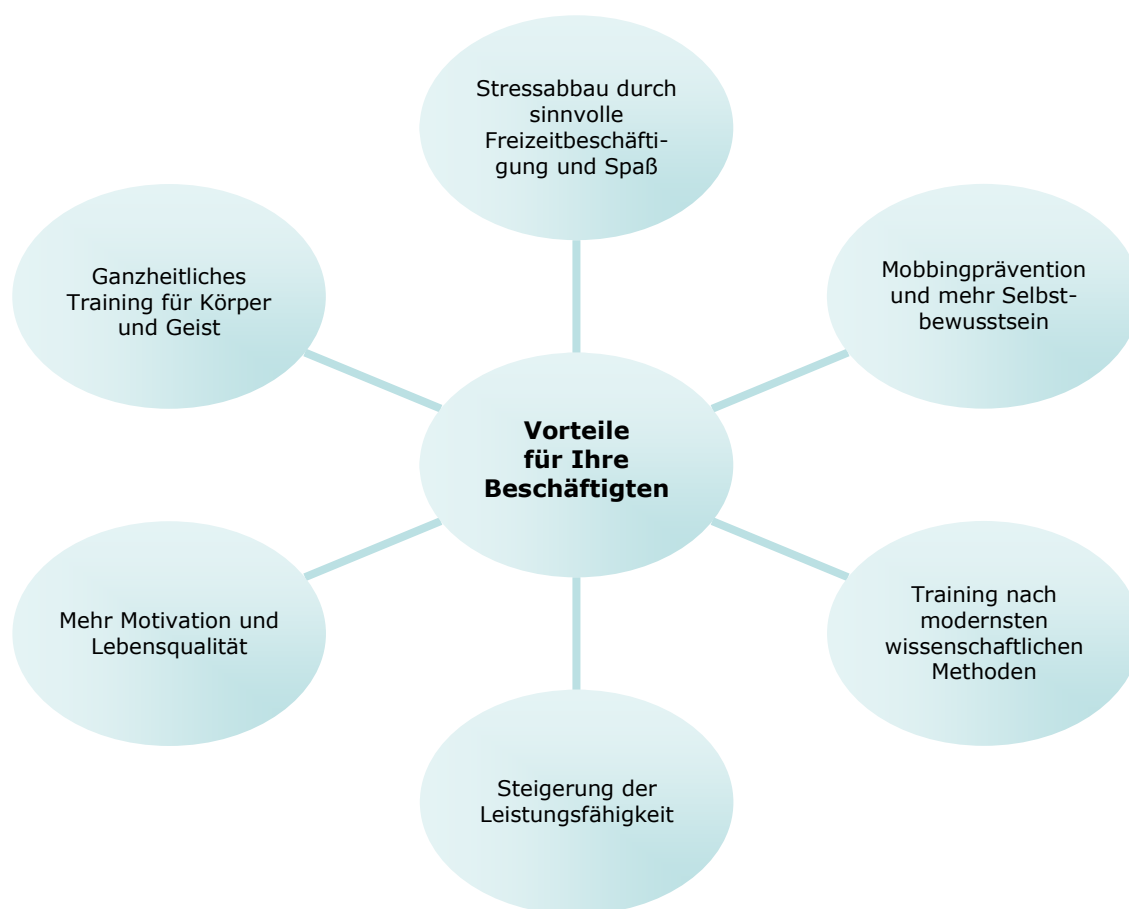 Stressabbau durch
sinnvolle
Freizeitbeschäfti-
gung und Spaß
Ganzheitliches
Training für Körper
und Geist
Mobbingprävention
und mehr Selbst-
bewusstsein
Vorteile
für Ihre
Beschäftigten
Mehr Motivation und
Lebensqualität
Training nach
modernsten
wissenschaftlichen
Methoden
Steigerung der
Leistungsfähigkeit